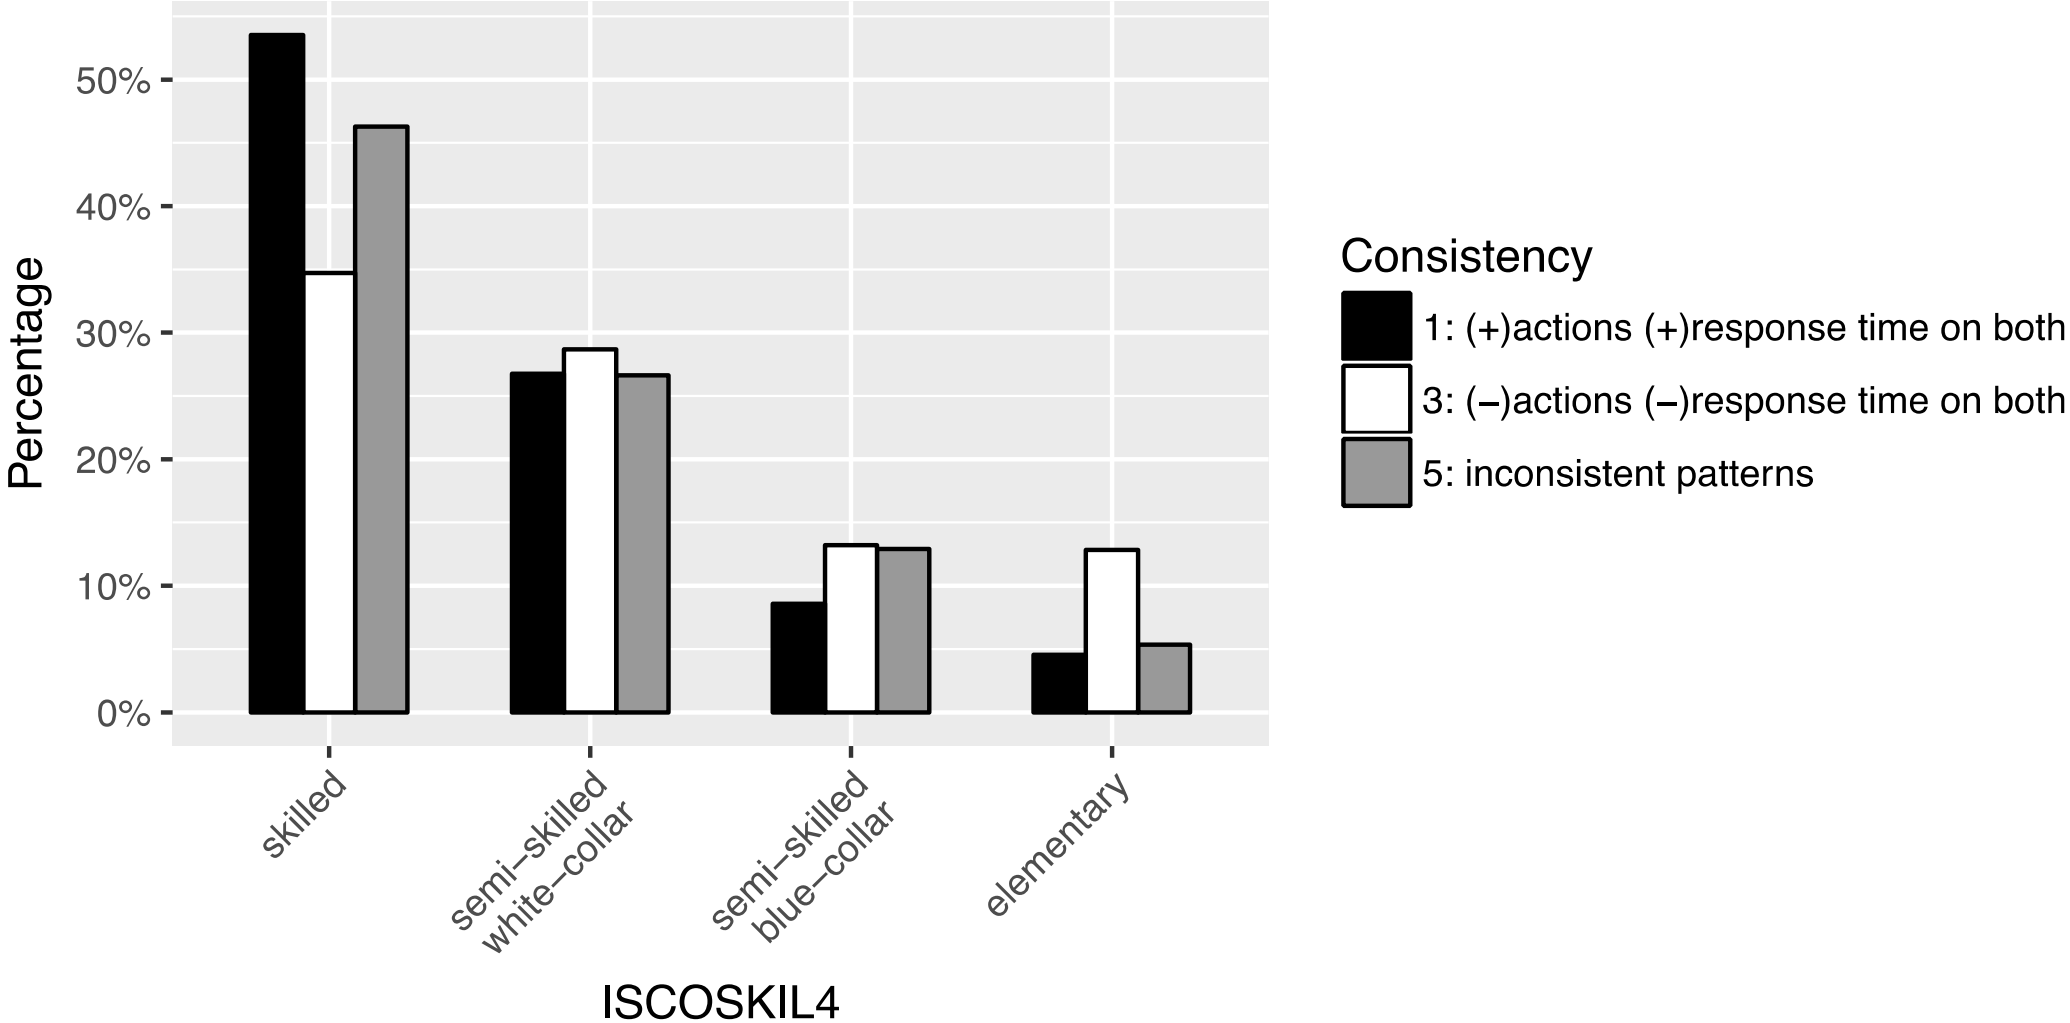 Percentage
50%
40%
30%
20%
10%
0%
skilled
semi–skilled
white–collar
semi–skilled
blue–collar
elementary
ISCOSKIL4
Consistency
1: (+)actions (+)response time on both
3: (−)actions (−)response time on both
5: inconsistent patterns